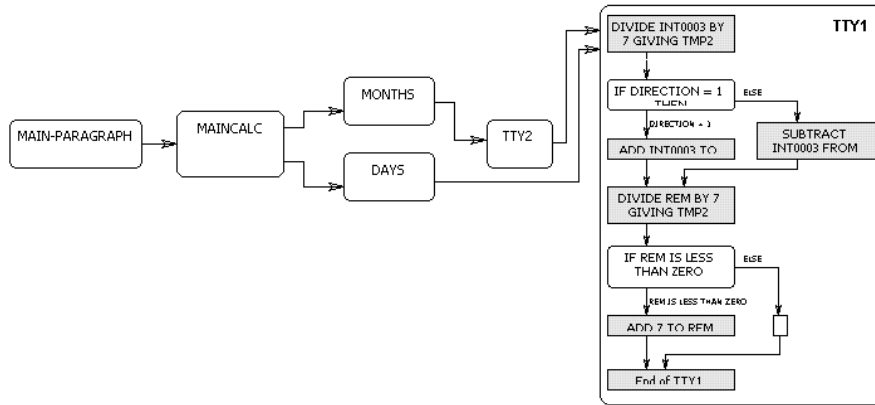 MAIN-PARAGRAPH
MAINCALC
MONTHS
DAYS
TTY2
TTY1
DIVIDE INT0003 BY
7 GIVING TMP2
IF DIRECTION = 1
THEN
ELSE
DIRECTION = 1
ADD INT0003 TO
SUBTRACT
INT0003 FROM
DIVIDE REM BY 7
GIVING TMP2
IF REM IS LESS
THAN ZERO
ELSE
REM IS LESS THAN ZERO
ADD 7 TO REM
End of TTY1